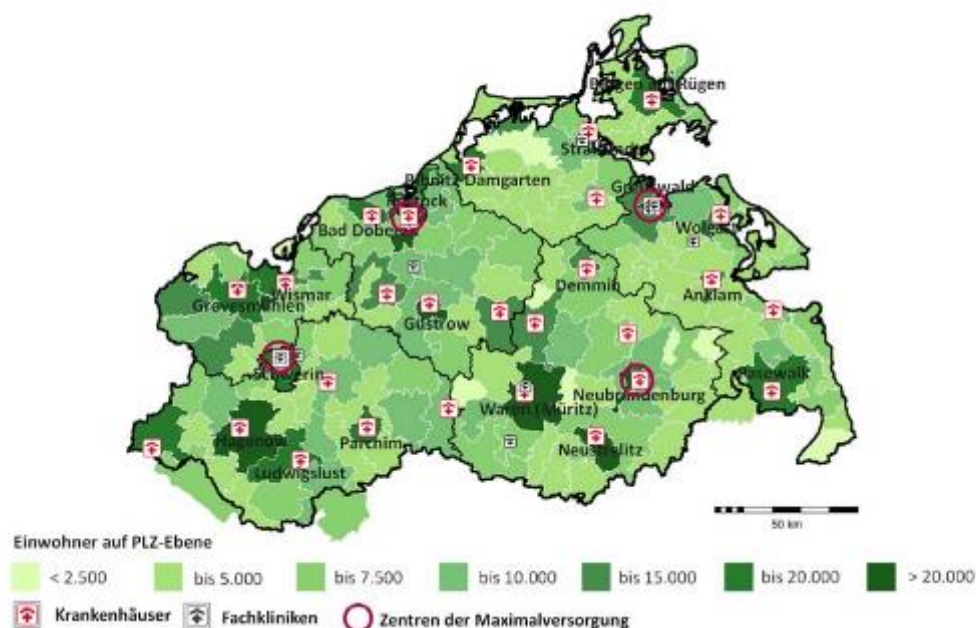 Bergen auf Rügen
Stralsund
Ribnitz-Damgarten
Greifswald
Rostock
Bad Doberan
Wolgast
Demmin
Anklam
Wismar
Grevesmühlen
Güstrow
Schwerin
Neubrandenburg
Pasewalk
Waren (Müritz)
Hagenow
Parchim
Neustrelitz
Ludwigslust
50 km
Einwohner auf PLZ-Ebene
< 2.500 bis 5.000 bis 7.500 bis 10.000 bis 15.000 bis 20.000 > 20.000
Krankenhäuser Fachkliniken Zentren der Maximalversorgung